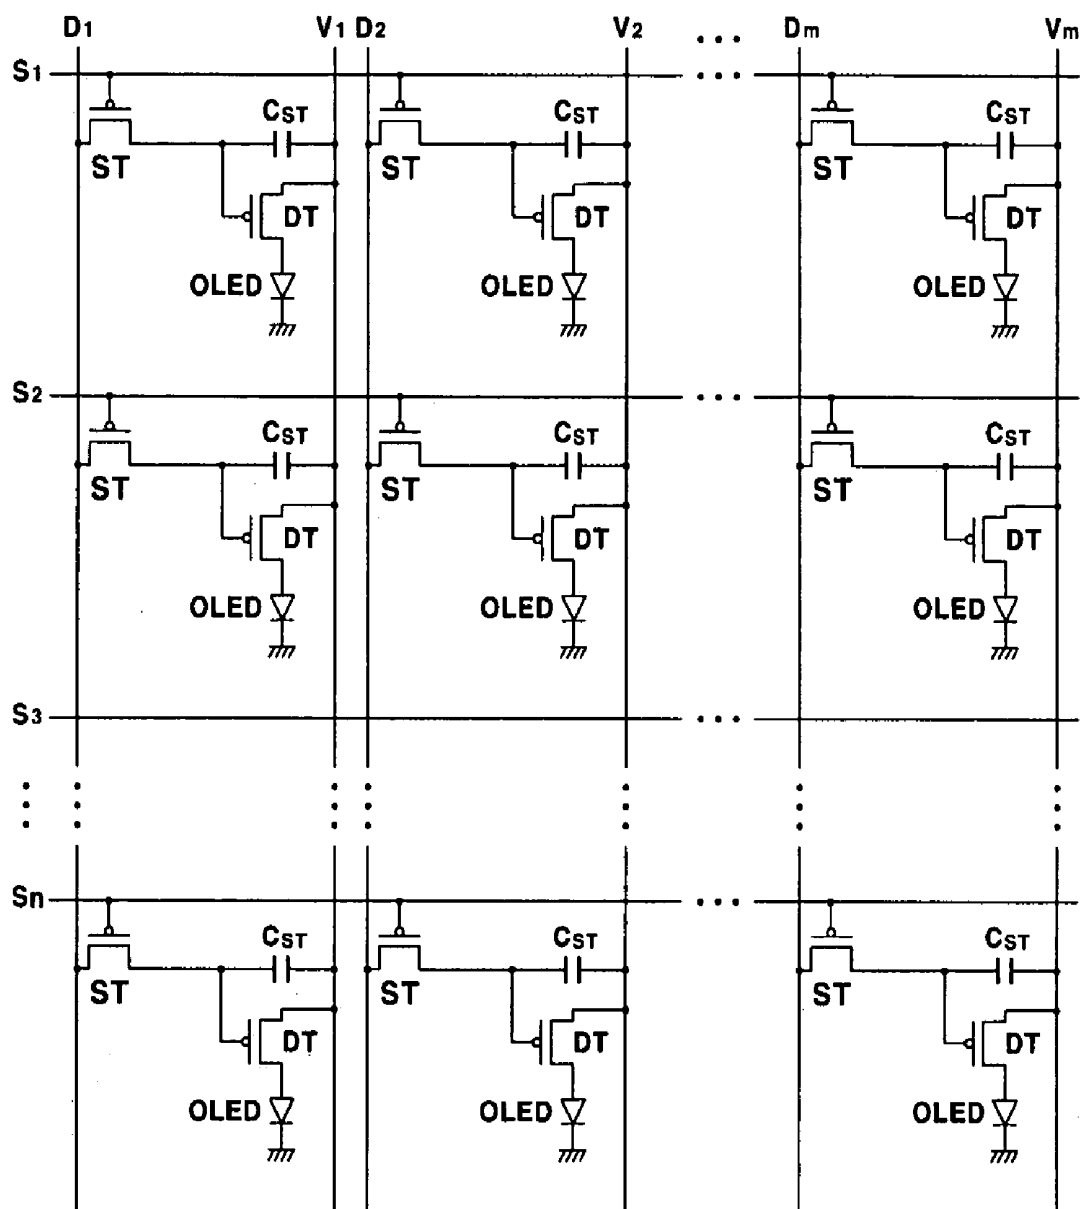 D1 V1 D2 V2 ... Dm Vm
S1 ...
CST CST CST
ST ST ST
DT DT DT
OLED OLED OLED
S2 ...
CST CST CST
ST ST ST
DT DT DT
OLED OLED OLED
S3 ...
Sn ...
CST CST CST
ST ST ST
DT DT DT
OLED OLED OLED